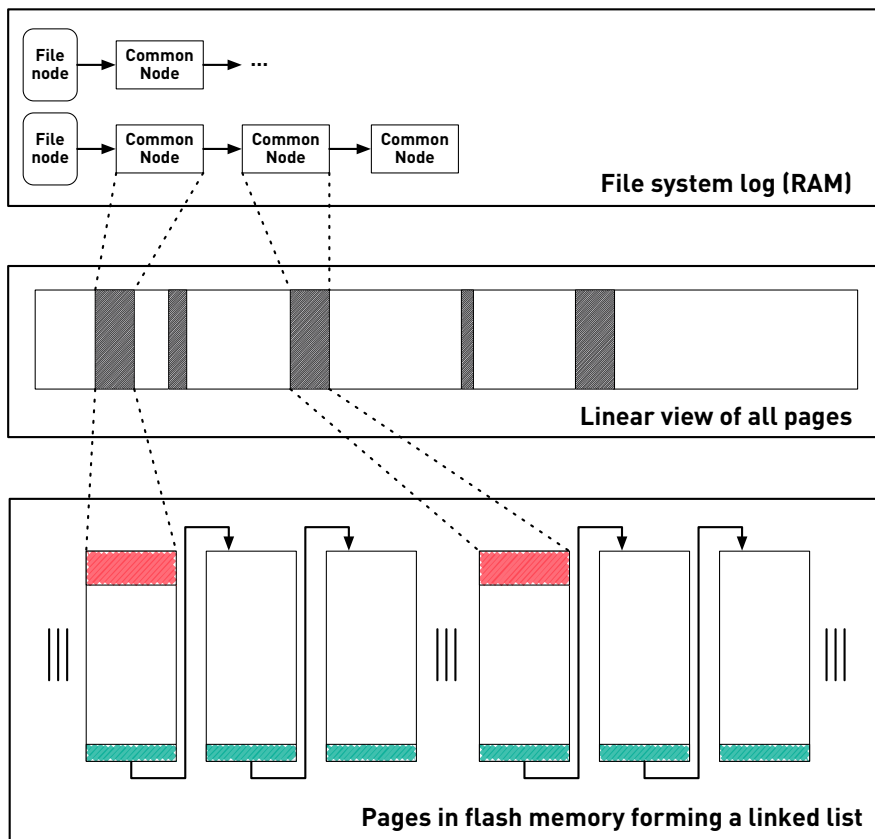 File
node
Common
Node
...
File
node
Common
Node
Common
Node
Common
Node
File system log (RAM)
Linear view of all pages
Pages in flash memory forming a linked list